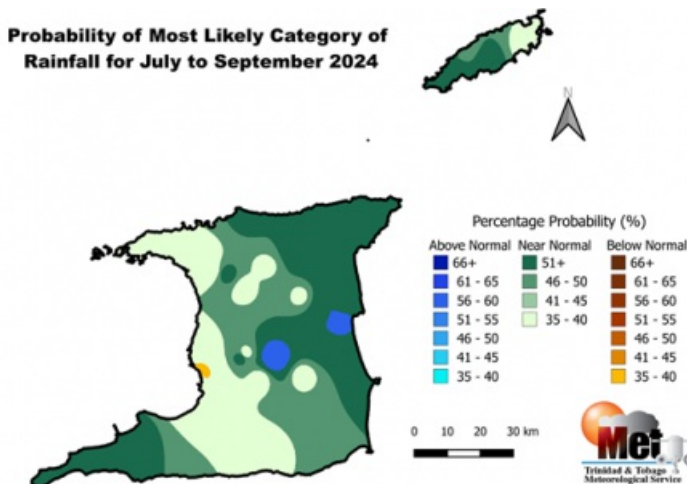 Probability of Most Likely Category of
Rainfall for July to September 2024
N
Percentage Probability (%)
Above Normal Near Normal Below Normal
66+ 51+ 66+
61 - 65 46 - 50 61 - 65
56 - 60 41 - 45 56 - 60
51 - 55 35 - 40 51 - 55
46 - 50 46 - 50
41 - 45 41 - 45
35 - 40 35 - 40
0 10 20 30 km
Met
Trinidad & Tobago
Meteorological Service